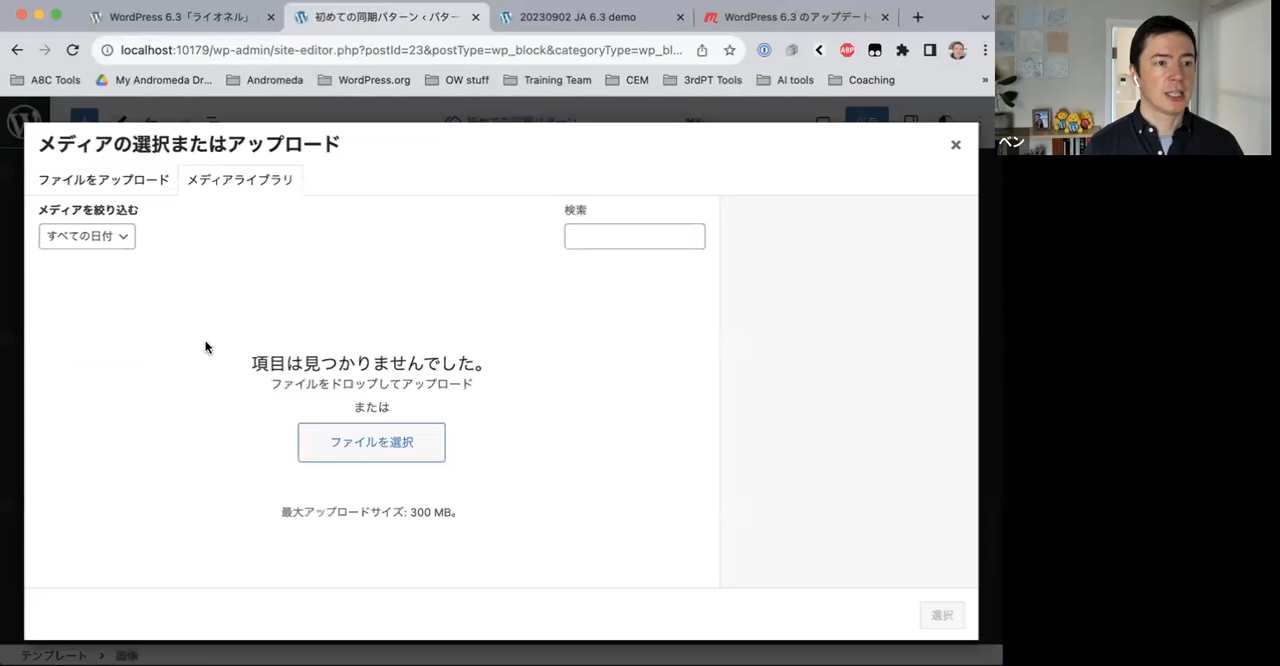 WordPress 6.3「ライオネル」
初めての同期パターン ‹ パター
20230902 JA 6.3 demo
WordPress 6.3 のアップデート
localhost:10179/wp-admin/site-editor.php?postId=23&postType=wp_block&categoryType=wp_bl...
ABP
A8C Tools
My Andromeda Dr...
Andromeda
WordPress.org
OW stuff
Training Team
CEM
3rdPT Tools
AI tools
Coaching
»
メディアの選択またはアップロード
ファイルをアップロード
メディアライブラリ
メディアを絞り込む
検索
すべての日付
項目は見つかりませんでした。
ファイルをドロップしてアップロード
または
ファイルを選択
最大アップロードサイズ: 300 MB。
選択
テンプレート › 画像
ベン